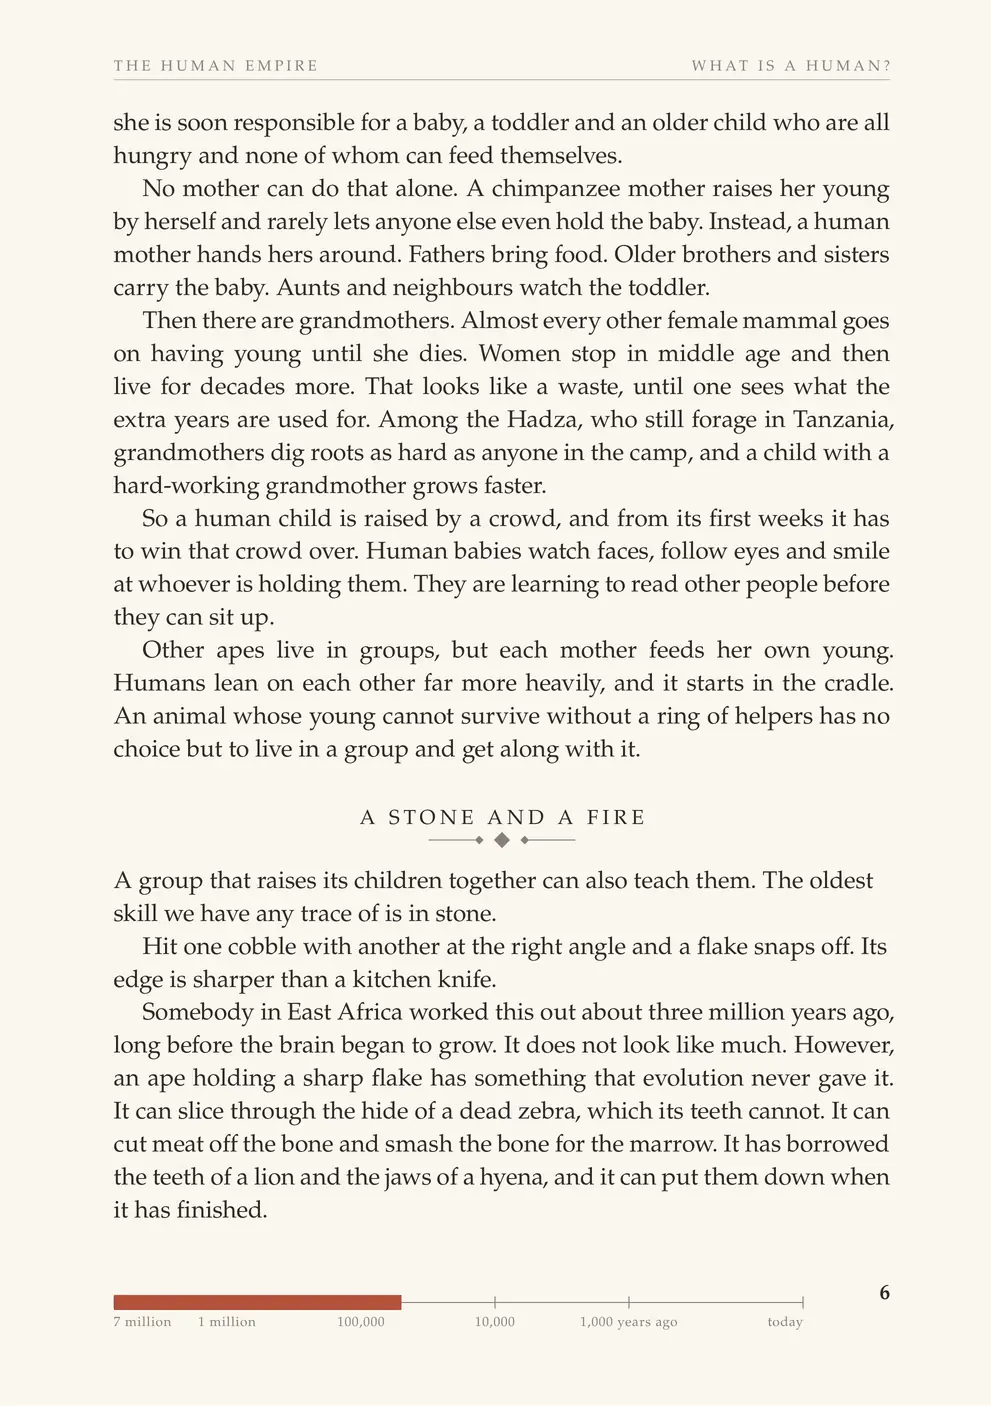 THE HUMAN EMPIRE
WHAT IS A HUMAN?
she is soon responsible for a baby, a toddler and an older child who are all
hungry and none of whom can feed themselves.
No mother can do that alone. A chimpanzee mother raises her young
by herself and rarely lets anyone else even hold the baby. Instead, a human
mother hands hers around. Fathers bring food. Older brothers and sisters
carry the baby. Aunts and neighbours watch the toddler.
Then there are grandmothers. Almost every other female mammal goes
on having young until she dies. Women stop in middle age and then
live for decades more. That looks like a waste, until one sees what the
extra years are used for. Among the Hadza, who still forage in Tanzania,
grandmothers dig roots as hard as anyone in the camp, and a child with a
hard-working grandmother grows faster.
So a human child is raised by a crowd, and from its first weeks it has
to win that crowd over. Human babies watch faces, follow eyes and smile
at whoever is holding them. They are learning to read other people before
they can sit up.
Other apes live in groups, but each mother feeds her own young.
Humans lean on each other far more heavily, and it starts in the cradle.
An animal whose young cannot survive without a ring of helpers has no
choice but to live in a group and get along with it.
A STONE AND A FIRE
A group that raises its children together can also teach them. The oldest
skill we have any trace of is in stone.
Hit one cobble with another at the right angle and a flake snaps off. Its
edge is sharper than a kitchen knife.
Somebody in East Africa worked this out about three million years ago,
long before the brain began to grow. It does not look like much. However,
an ape holding a sharp flake has something that evolution never gave it.
It can slice through the hide of a dead zebra, which its teeth cannot. It can
cut meat off the bone and smash the bone for the marrow. It has borrowed
the teeth of a lion and the jaws of a hyena, and it can put them down when
it has finished.
6
7 million 1 million 100,000 10,000 1,000 years ago today